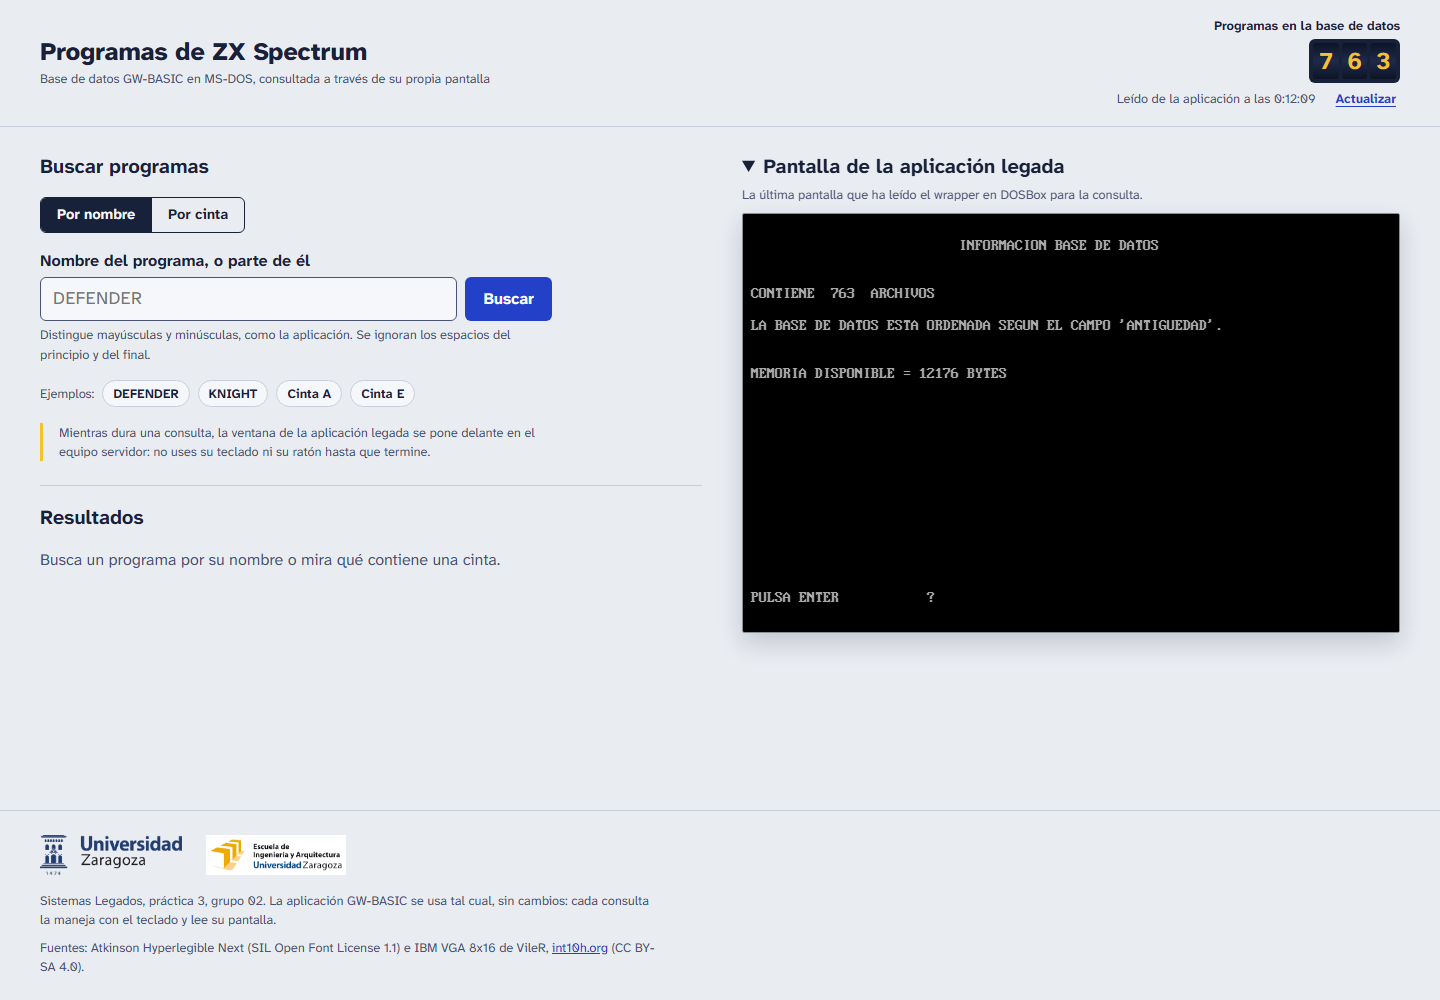 Programas de ZX Spectrum
Base de datos GW-BASIC en MS-DOS, consultada a través de su propia pantalla
Programas en la base de datos
7 6 3
Leído de la aplicación a las 0:12:09 Actualizar
Buscar programas
Por nombre Por cinta
Nombre del programa, o parte de él
DEFENDER Buscar
Distingue mayúsculas y minúsculas, como la aplicación. Se ignoran los espacios del
principio y del final.
Ejemplos: DEFENDER KNIGHT Cinta A Cinta E
Mientras dura una consulta, la ventana de la aplicación legada se pone delante en el
equipo servidor: no uses su teclado ni su ratón hasta que termine.
Resultados
Busca un programa por su nombre o mira qué contiene una cinta.
▼ Pantalla de la aplicación legada
La última pantalla que ha leído el wrapper en DOSBox para la consulta.
INFORMACION BASE DE DATOS
CONTIENE 763 ARCHIVOS
LA BASE DE DATOS ESTA ORDENADA SEGUN EL CAMPO 'ANTIGUEDAD'.
MEMORIA DISPONIBLE = 12176 BYTES
PULSA ENTER ?
Universidad
Zaragoza
1474
Escuela de
Ingeniería y Arquitectura
Universidad Zaragoza
Sistemas Legados, práctica 3, grupo 02. La aplicación GW-BASIC se usa tal cual, sin cambios: cada consulta
la maneja con el teclado y lee su pantalla.
Fuentes: Atkinson Hyperlegible Next (SIL Open Font License 1.1) e IBM VGA 8x16 de VileR, int10h.org (CC BY-
SA 4.0).